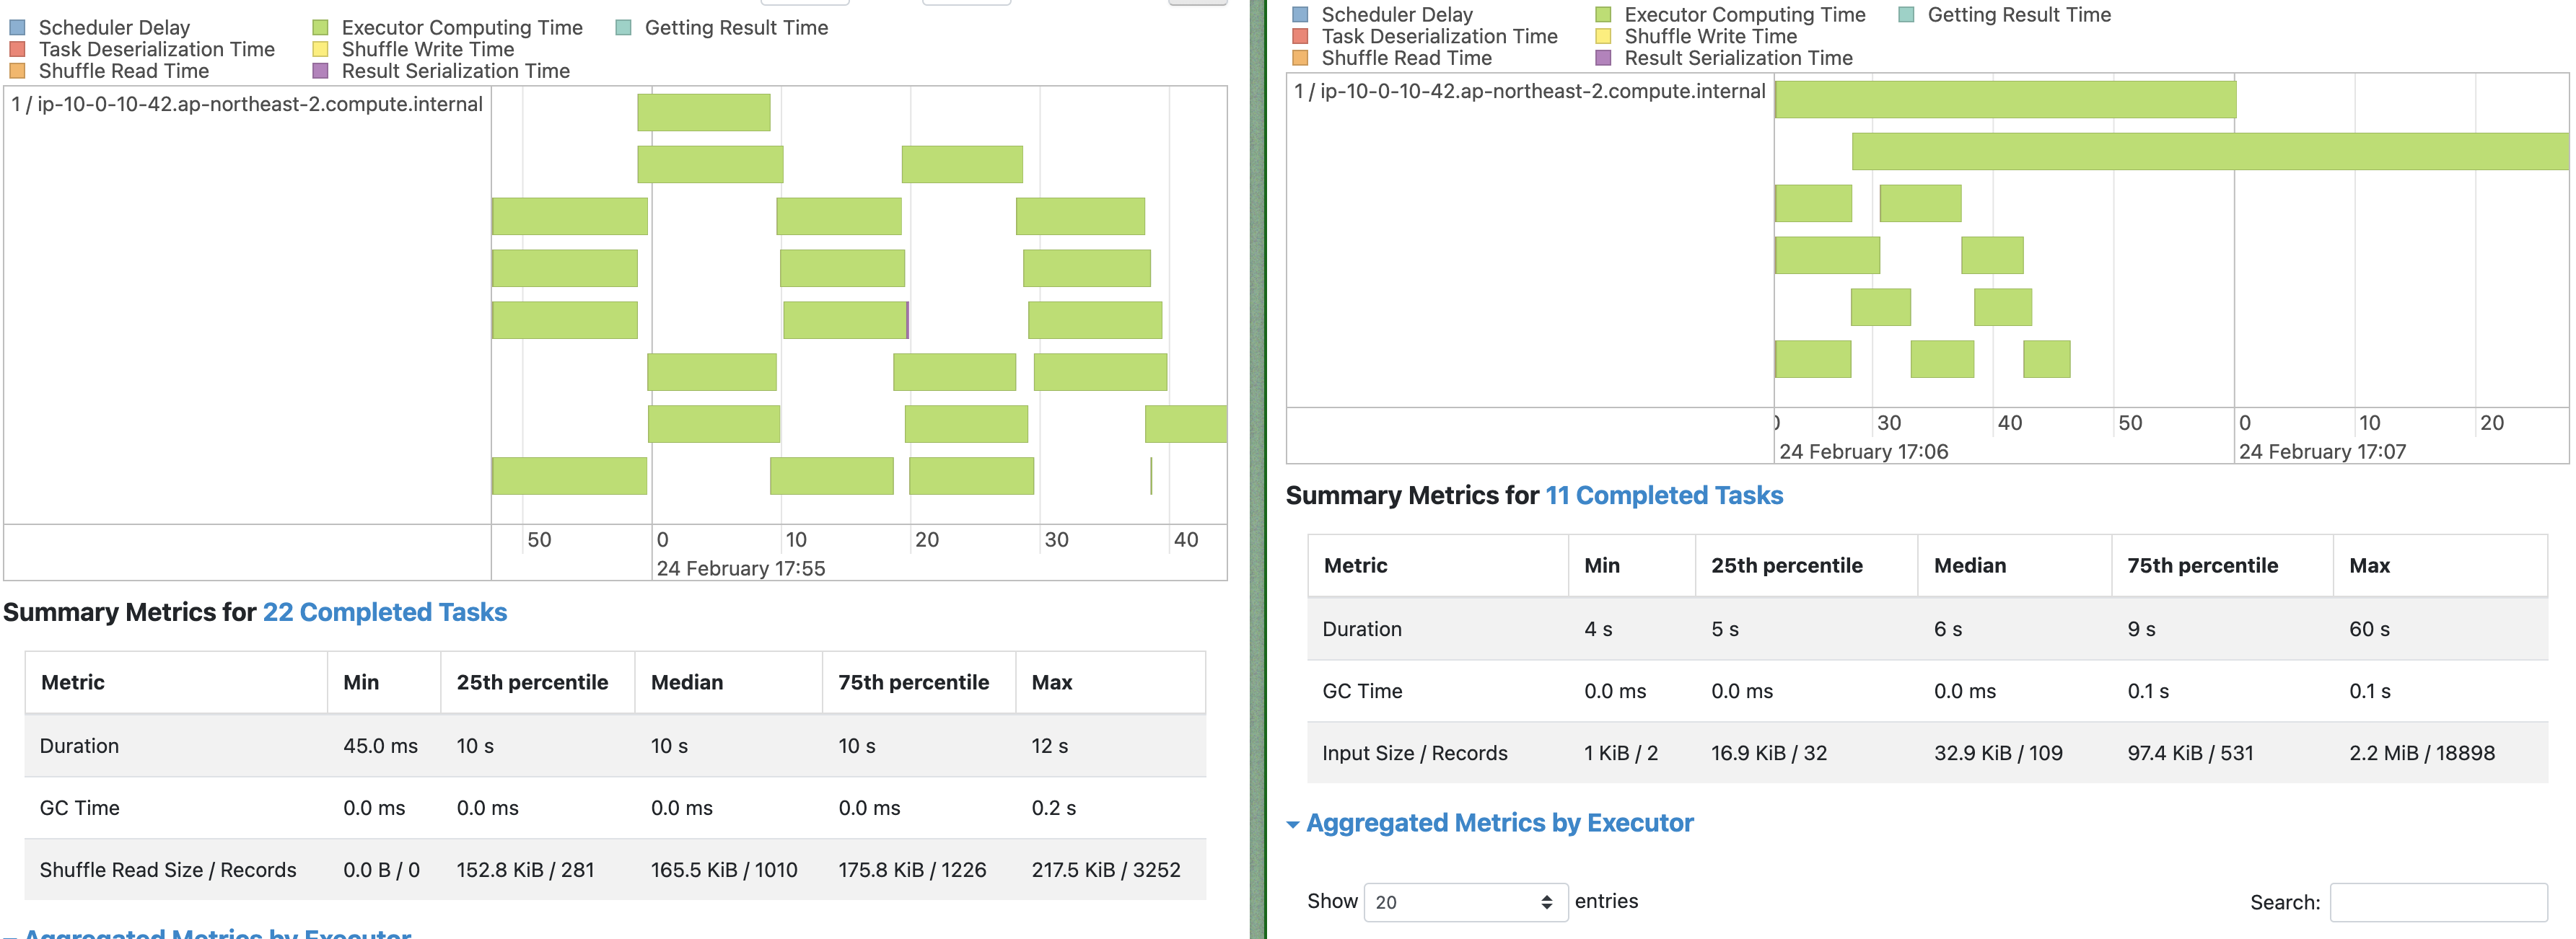 Scheduler Delay
Executor Computing Time
Getting Result Time
Task Deserialization Time
Shuffle Write Time
Shuffle Read Time
Result Serialization Time
1 / ip-10-0-10-42.ap-northeast-2.compute.internal
50 0 10 20 30 40
24 February 17:55
Summary Metrics for 22 Completed Tasks
Metric Min 25th percentile Median 75th percentile Max
Duration 45.0 ms 10 s 10 s 10 s 12 s
GC Time 0.0 ms 0.0 ms 0.0 ms 0.0 ms 0.2 s
Shuffle Read Size / Records 0.0 B / 0 152.8 KiB / 281 165.5 KiB / 1010 175.8 KiB / 1226 217.5 KiB / 3252
Aggregated Metrics by Executor
Scheduler Delay
Executor Computing Time
Getting Result Time
Task Deserialization Time
Shuffle Write Time
Shuffle Read Time
Result Serialization Time
1 / ip-10-0-10-42.ap-northeast-2.compute.internal
30 40 50 0 10 20
24 February 17:06 24 February 17:07
Summary Metrics for 11 Completed Tasks
Metric Min 25th percentile Median 75th percentile Max
Duration 4 s 5 s 6 s 9 s 60 s
GC Time 0.0 ms 0.0 ms 0.0 ms 0.1 s 0.1 s
Input Size / Records 1 KiB / 2 16.9 KiB / 32 32.9 KiB / 109 97.4 KiB / 531 2.2 MiB / 18898
Aggregated Metrics by Executor
Show 20 entries Search: